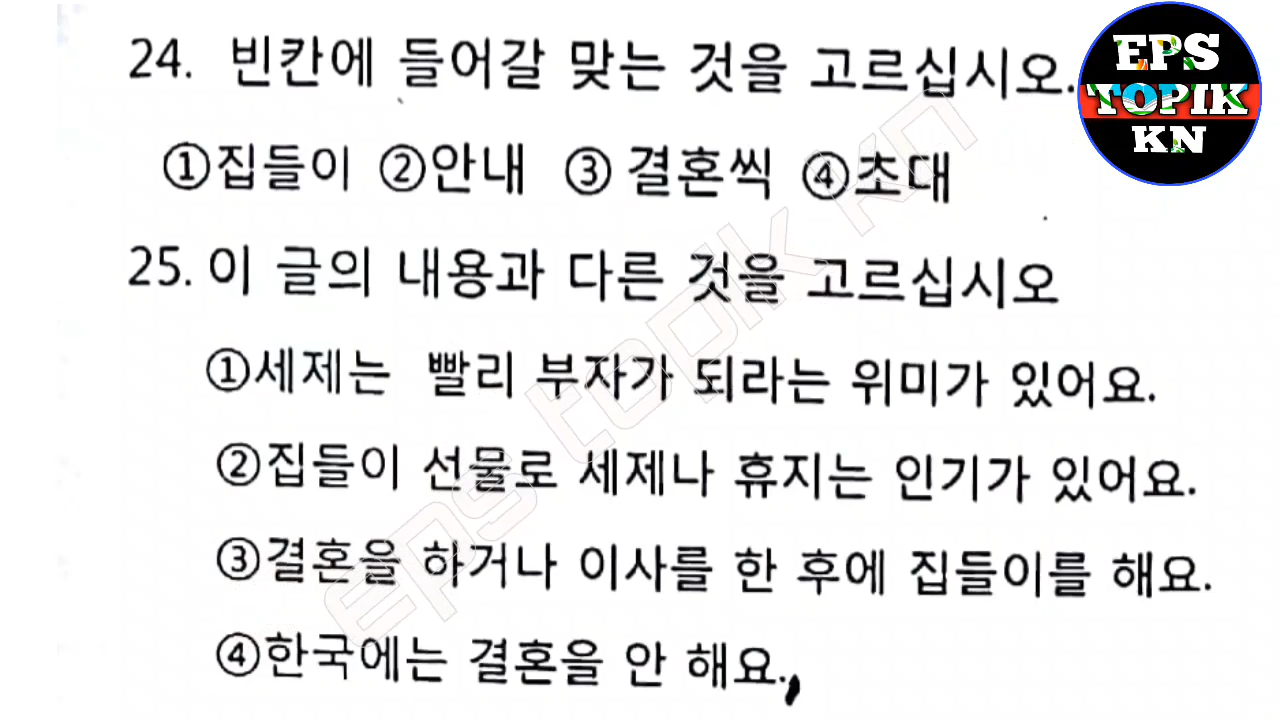 24. 빈칸에 들어갈 맞는 것을 고르십시오.
①집들이 ②안내 ③ 결혼씩 ④초대
25. 이 글의 내용과 다른 것을 고르십시오
①세제는 빨리 부자가 되라는 위미가 있어요.
②집들이 선물로 세제나 휴지는 인기가 있어요.
③결혼을 하거나 이사를 한 후에 집들이를 해요.
④한국에는 결혼을 안 해요.,
EPS
TOPIK
KN
eps topik kn